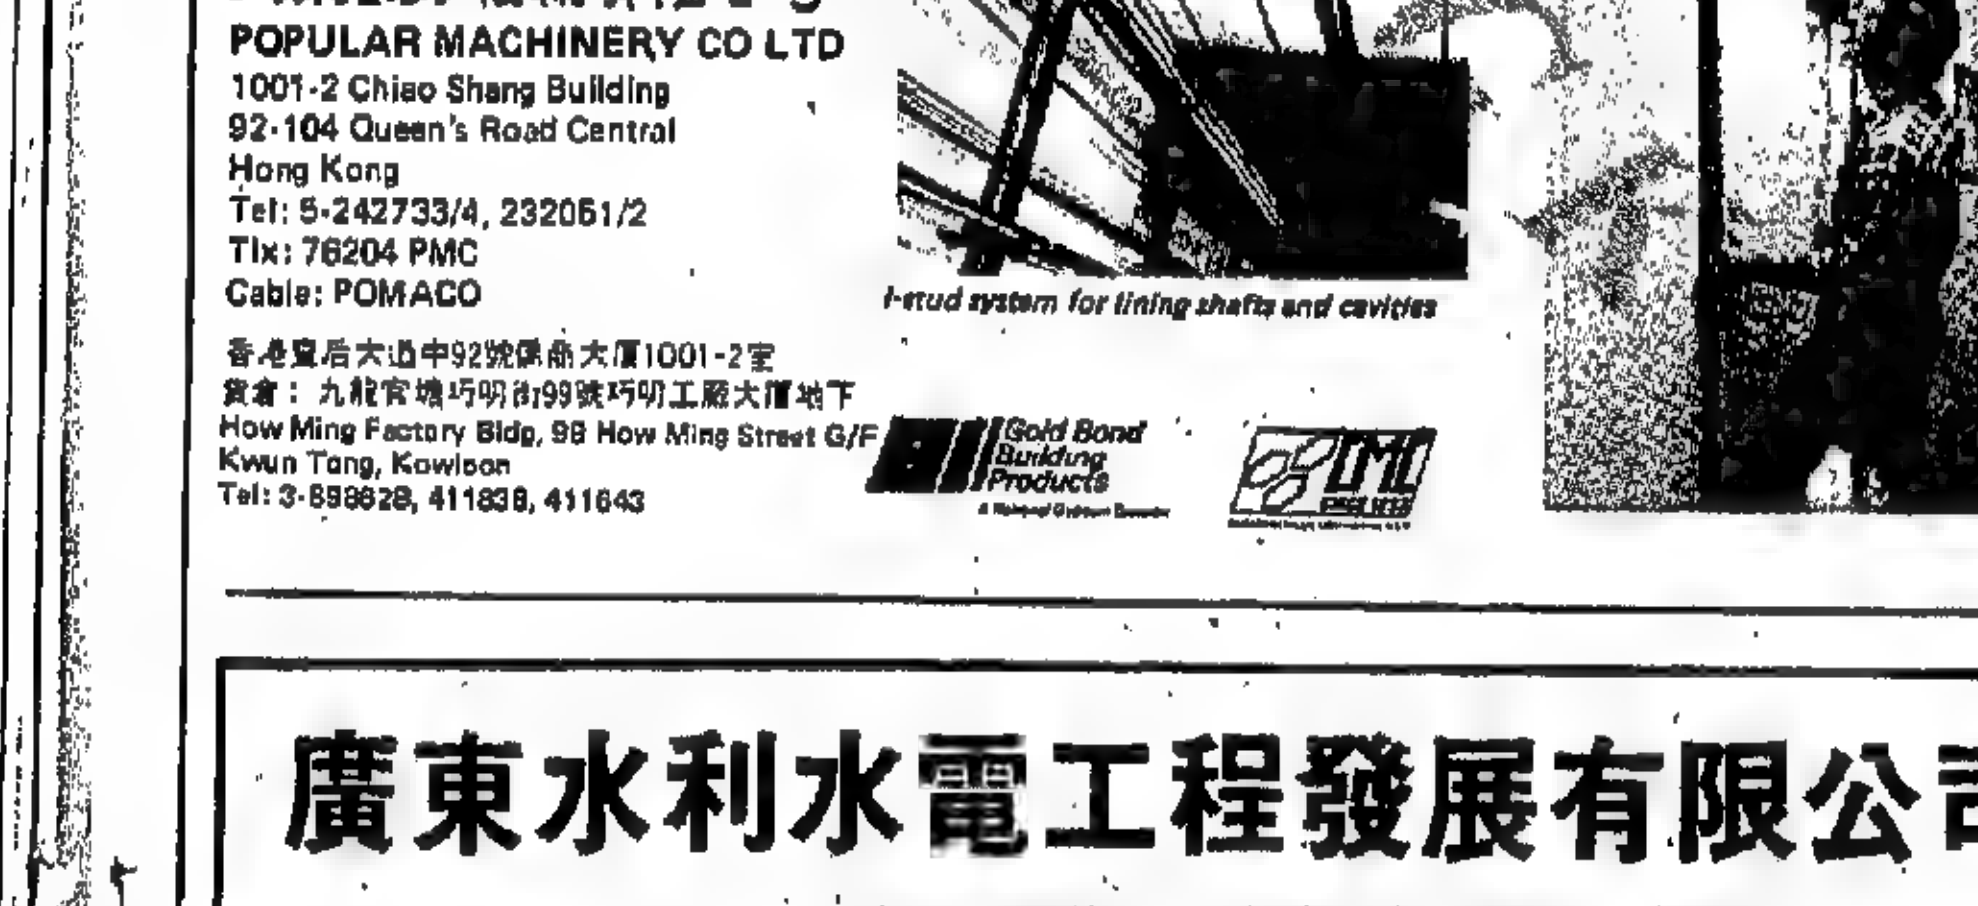 POPULAR MACHINERY CO LTD
1001-2 Chiao Shang Building
92-104 Queen's Road Central
Hong Kong
Tel: 5-242733/4, 232051/2
Tlx: 76204 PMC
Cable: POMACO
香港皇后大道中92號僑商大厦1001-2室
貨倉：九龍官塘巧明街99號巧明工廠大厦地下
How Ming Factory Bldg, 99 How Ming Street G/F
Kwun Tong, Kowloon
Tel: 3-898628, 411838, 411643
I-stud system for lining shafts and cavities
Gold Bond
Building
Products
廣東水利水電工程發展有限公司